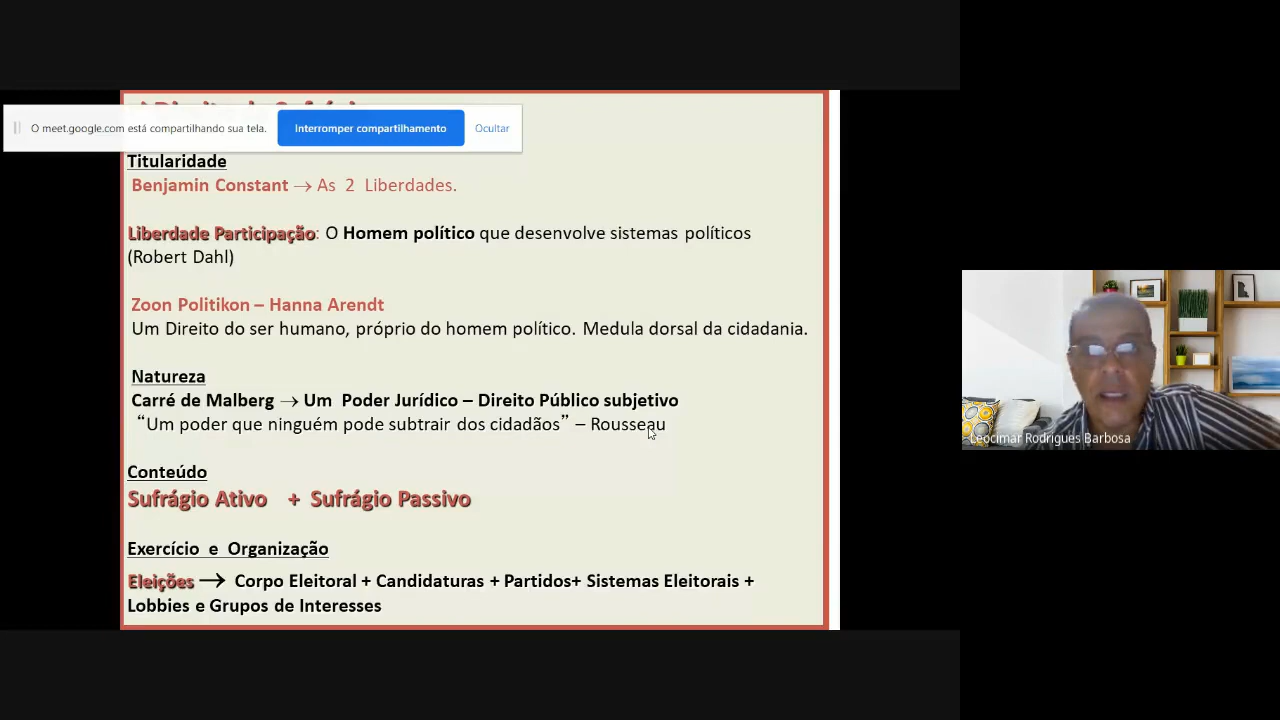 O meet.google.com está compartilhando sua tela. Interromper compartilhamento Ocultar
Titularidade
Benjamin Constant → As 2 Liberdades.
Liberdade Participação: O Homem político que desenvolve sistemas políticos
(Robert Dahl)
Zoon Politikon – Hanna Arendt
Um Direito do ser humano, próprio do homem político. Medula dorsal da cidadania.
Natureza
Carré de Malberg → Um Poder Jurídico – Direito Público subjetivo
“Um poder que ninguém pode subtrair dos cidadãos” – Rousseau
Conteúdo
Sufrágio Ativo + Sufrágio Passivo
Exercício e Organização
Eleições → Corpo Eleitoral + Candidaturas + Partidos+ Sistemas Eleitorais +
Lobbies e Grupos de Interesses
Leocimar Rodrigues Barbosa